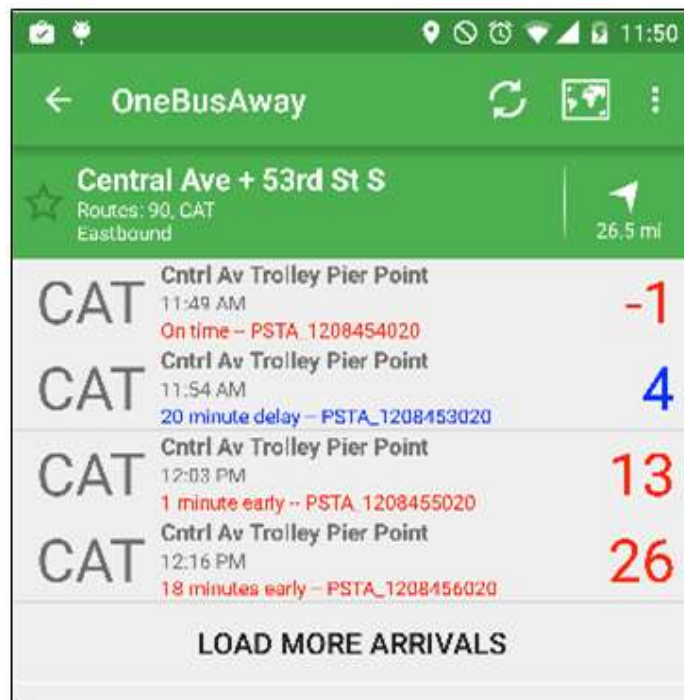 11:50
OneBusAway
Central Ave + 53rd St S
Routes: 90, CAT
Eastbound
26.5 mi
CAT
Cntrl Av Trolley Pier Point
11:49 AM
On time -- PSTA_1208454020
-1
CAT
Cntrl Av Trolley Pier Point
11:54 AM
20 minute delay -- PSTA_1208453020
4
CAT
Cntrl Av Trolley Pier Point
12:03 PM
1 minute early -- PSTA_1208455020
13
CAT
Cntrl Av Trolley Pier Point
12:16 PM
18 minutes early -- PSTA_1208456020
26
LOAD MORE ARRIVALS